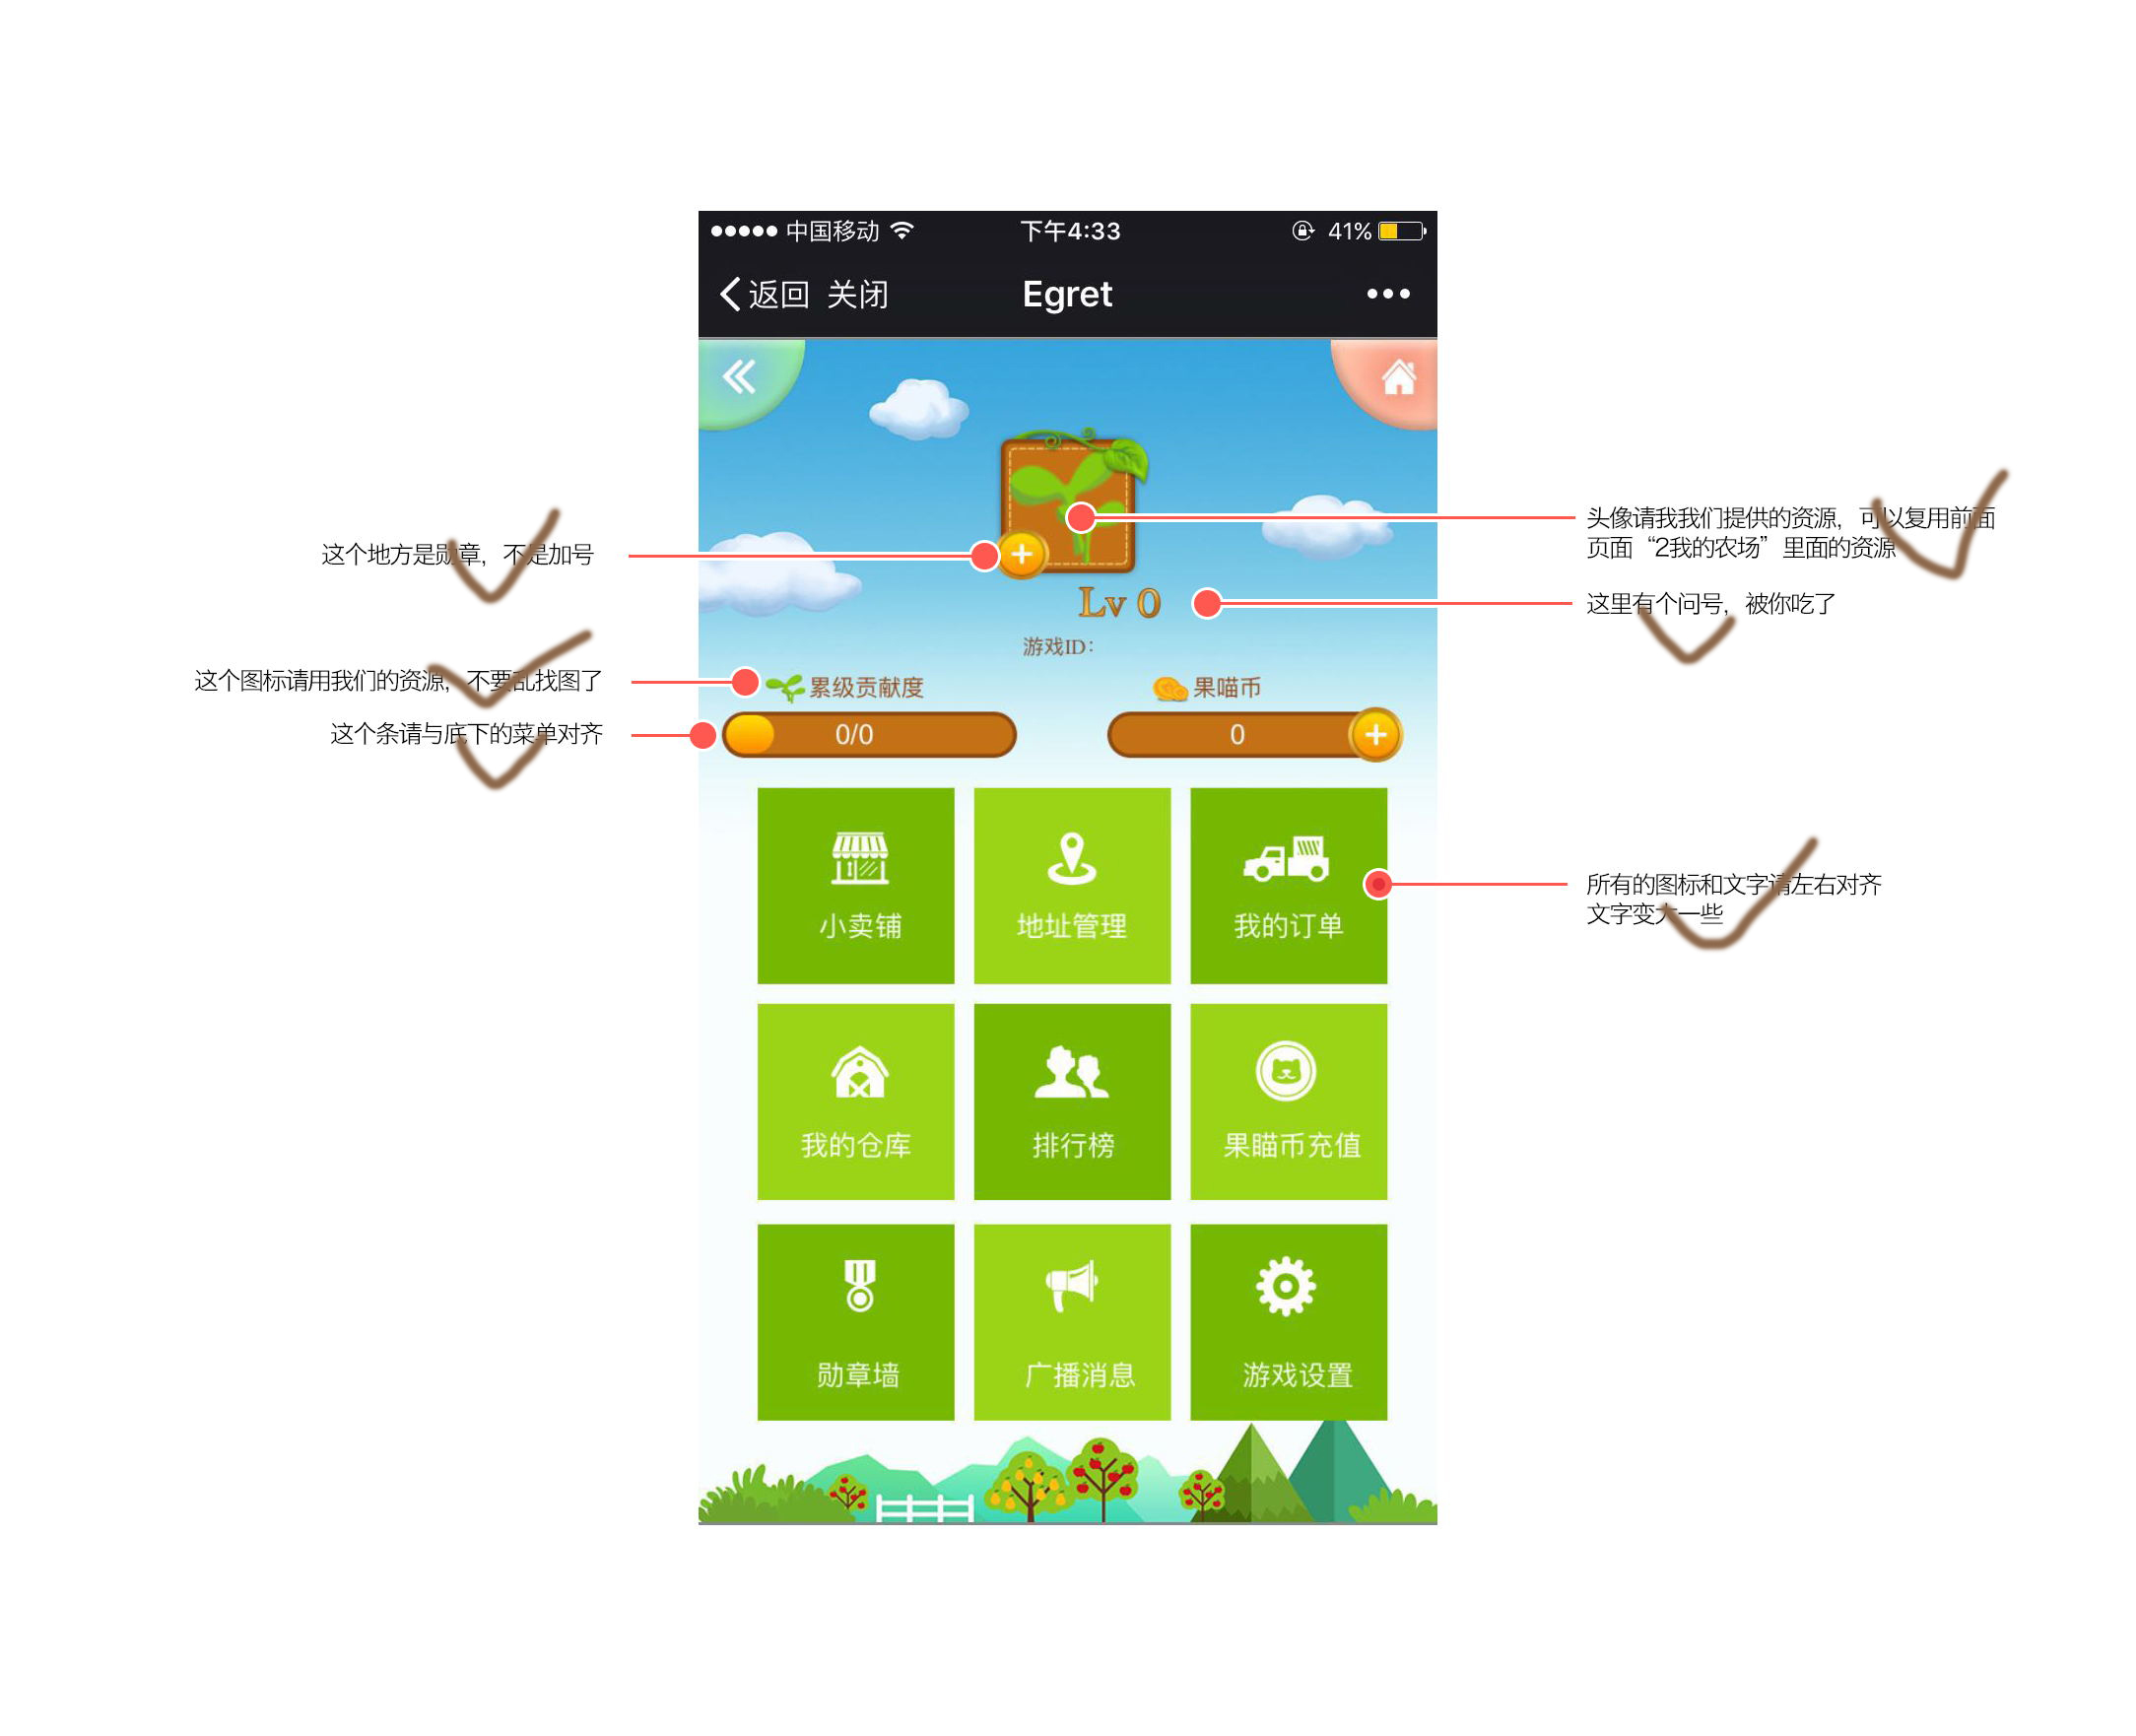 中国移动 下午4:33 41%
返回 关闭 Egret
头像请我我们提供的资源，可以复用前面
页面“2我的农场”里面的资源
这个地方是勋章，不是加号
Lv 0
这里有个问号，被你吃了
游戏ID：
这个图标请用我们的资源，不要乱找图了
累级贡献度 果喵币
这个条请与底下的菜单对齐
0/0 0
所有的图标和文字请左右对齐
文字变大一些
小卖铺 地址管理 我的订单
我的仓库 排行榜 果瞄币充值
勋章墙 广播消息 游戏设置